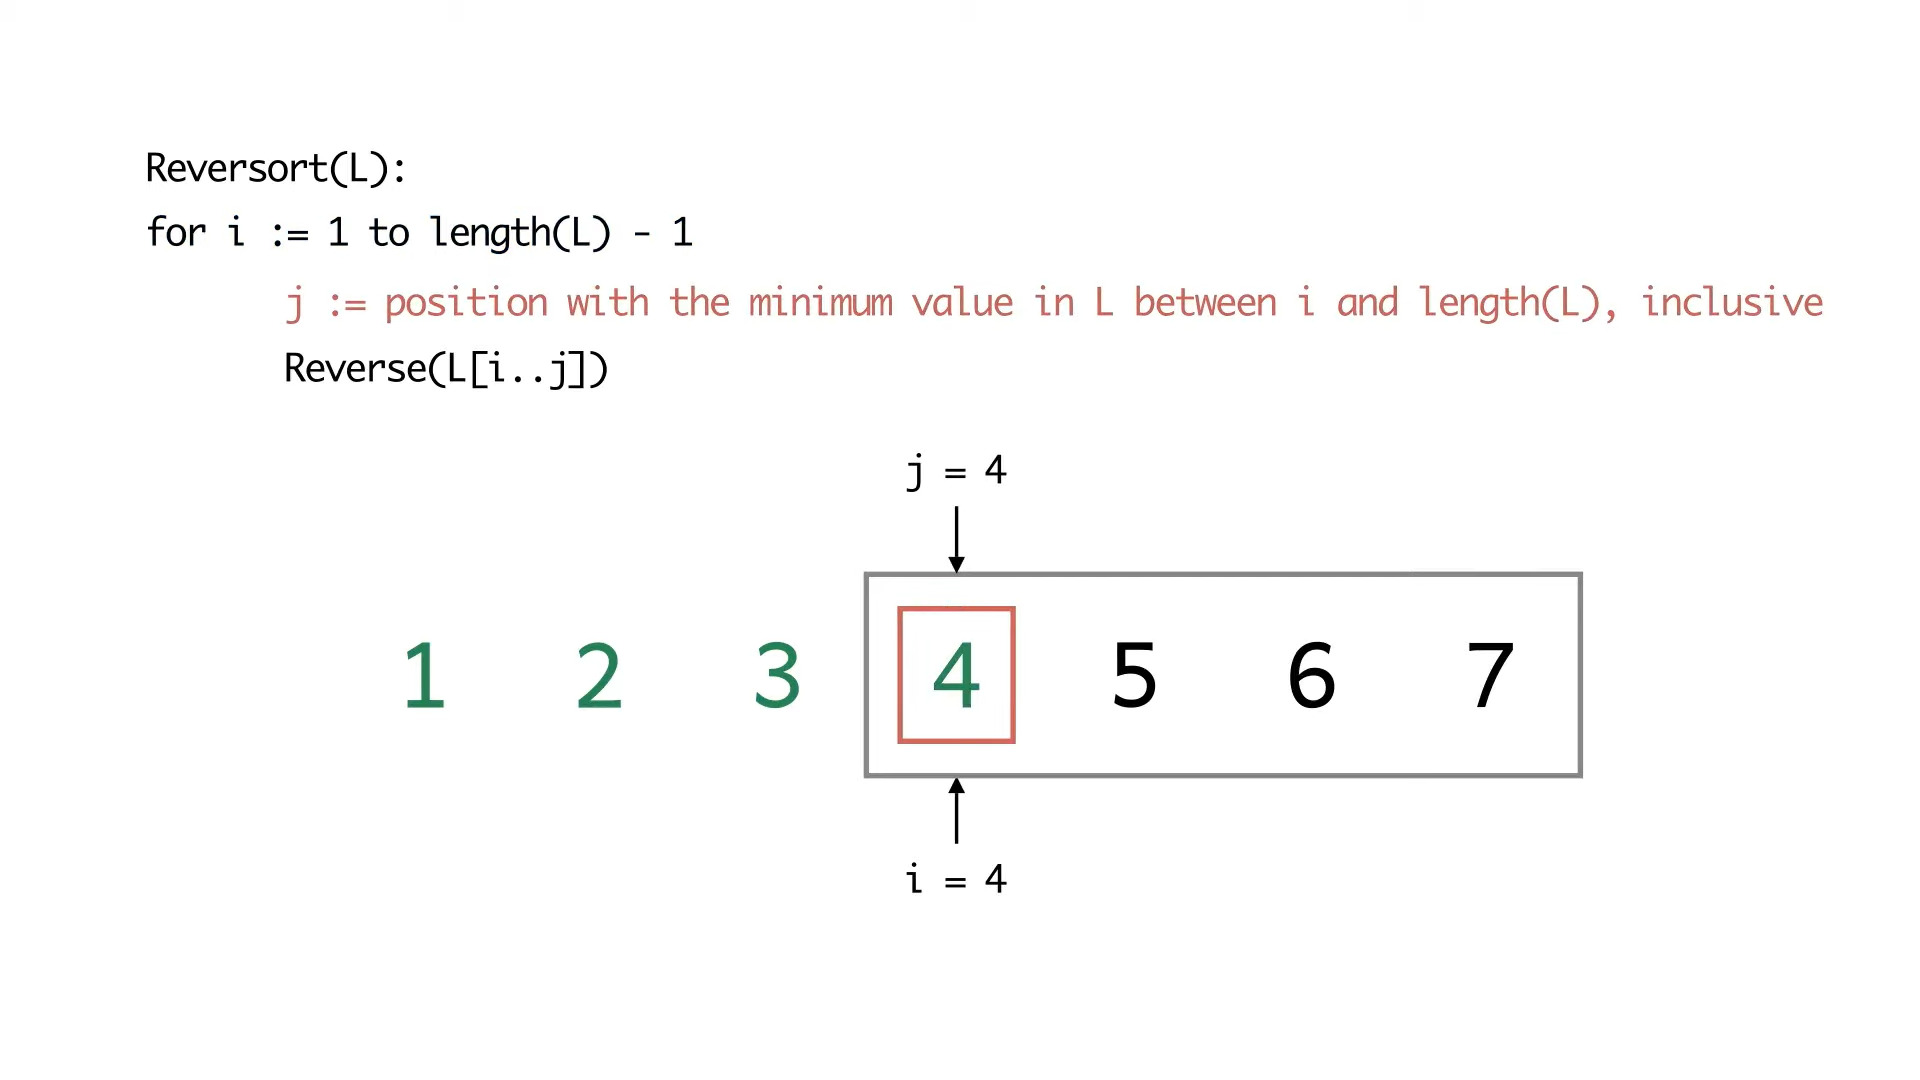 Reversort(L):
for i := 1 to length(L) - 1
j := position with the minimum value in L between i and length(L), inclusive
Reverse(L[i..j])
j = 4
1 2 3 4 5 6 7
i = 4